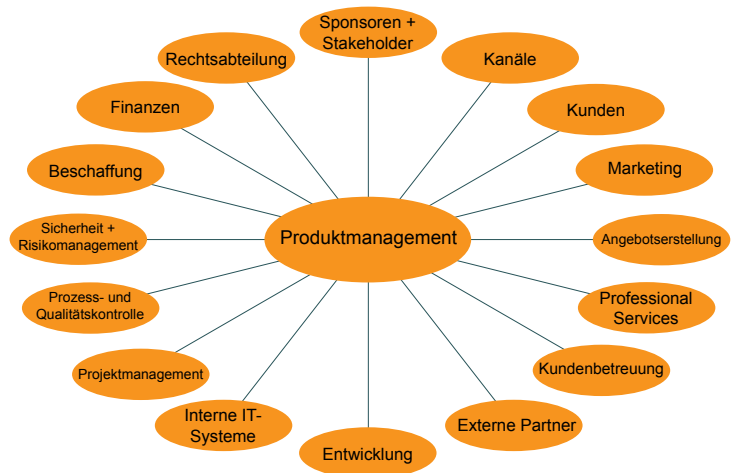 Sponsoren +
Stakeholder
Rechtsabteilung
Kanäle
Finanzen
Kunden
Beschaffung
Marketing
Sicherheit +
Risikomanagement
Produktmanagement
Angebotserstellung
Prozess- und
Qualitätskontrolle
Professional
Services
Projektmanagement
Kundenbetreuung
Interne IT-
Systeme
Externe Partner
Entwicklung